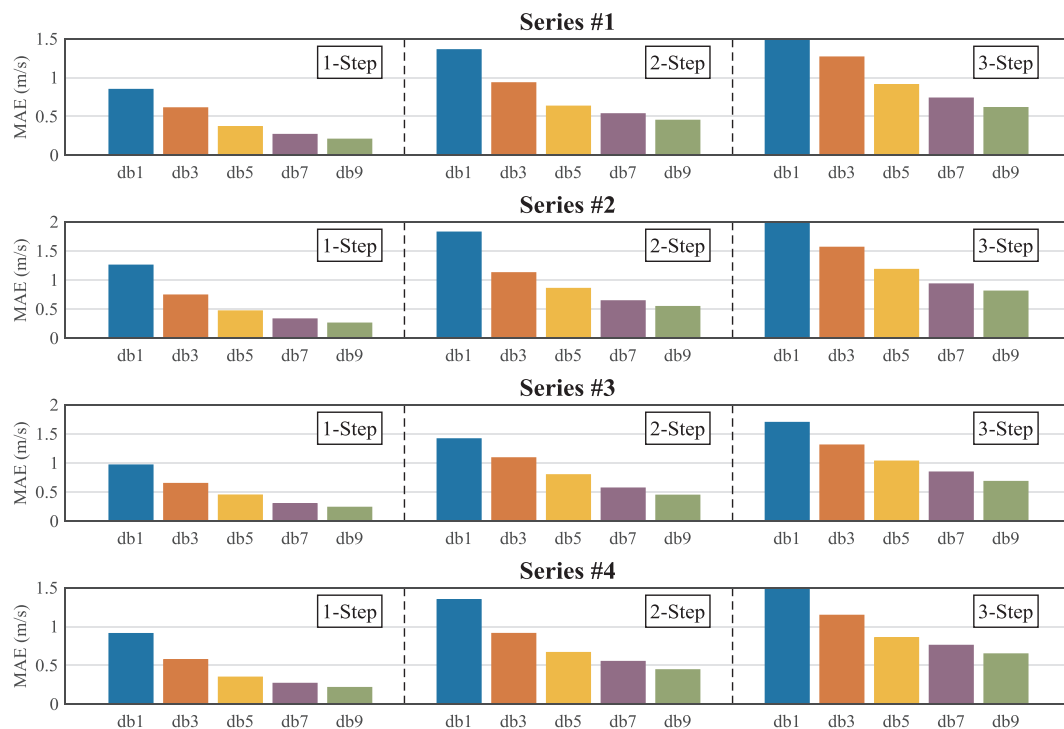 Series #1
1.5
1
0.5
0
MAE (m/s)
1-Step
2-Step
3-Step
db1 db3 db5 db7 db9 db1 db3 db5 db7 db9 db1 db3 db5 db7 db9
Series #2
2
1.5
1
0.5
0
MAE (m/s)
1-Step
2-Step
3-Step
db1 db3 db5 db7 db9 db1 db3 db5 db7 db9 db1 db3 db5 db7 db9
Series #3
2
1.5
1
0.5
0
MAE (m/s)
1-Step
2-Step
3-Step
db1 db3 db5 db7 db9 db1 db3 db5 db7 db9 db1 db3 db5 db7 db9
Series #4
1.5
1
0.5
0
MAE (m/s)
1-Step
2-Step
3-Step
db1 db3 db5 db7 db9 db1 db3 db5 db7 db9 db1 db3 db5 db7 db9